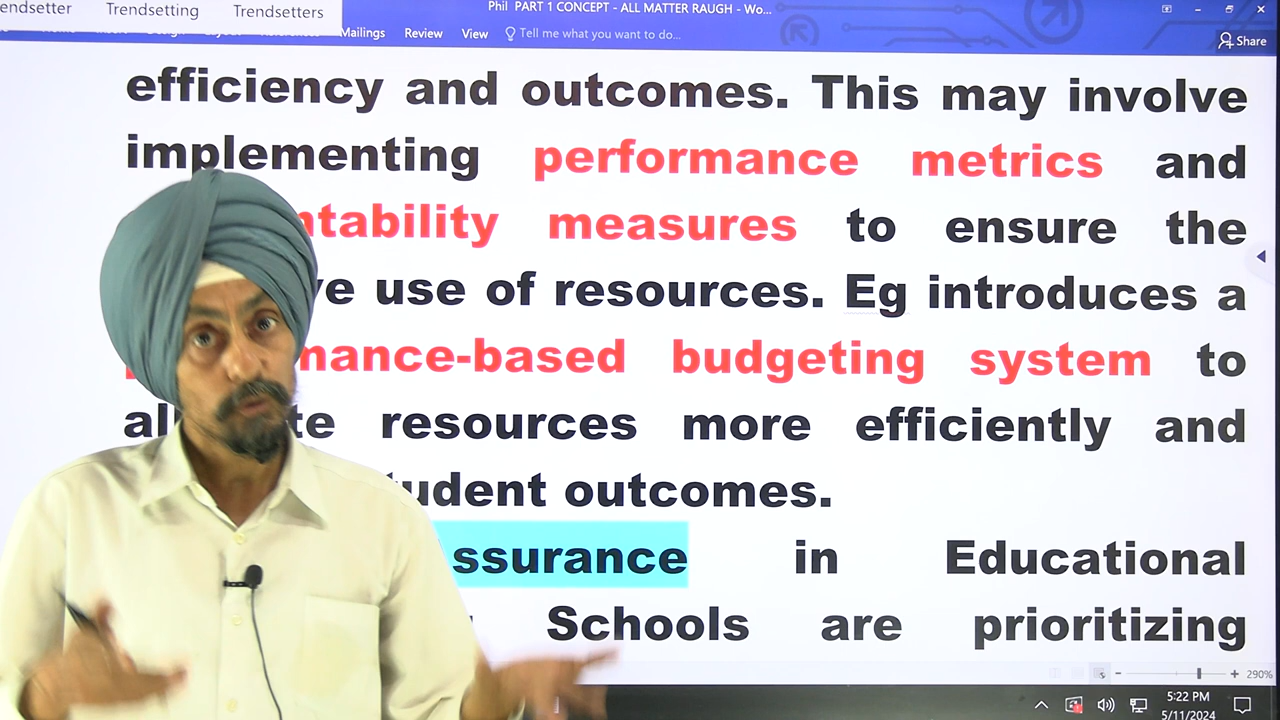 endsetter Trendsetting Trendsetters
Phil PART 1 CONCEPT - ALL MATTER RAUGH - Wo...
Mailings Review View Tell me what you want to do...
Share
efficiency and outcomes. This may involve
implementing performance metrics and
ntability measures to ensure the
ve use of resources. Eg introduces a
mance-based budgeting system to
all te resources more efficiently and
udent outcomes.
ssurance in Educational
Schools are prioritizing
290%
5:22 PM
5/11/2024